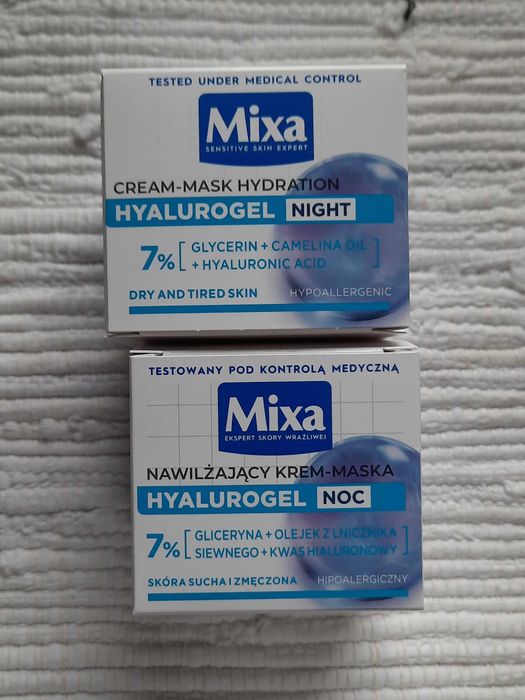 TESTED UNDER MEDICAL CONTROL
Mixa
SENSITIVE SKIN EXPERT
CREAM-MASK HYDRATION
HYALUROGEL NIGHT
7% [ GLYCERIN + CAMELINA OIL
+ HYALURONIC ACID ]
DRY AND TIRED SKIN HYPOALLERGENIC
TESTOWANY POD KONTROLĄ MEDYCZNĄ
Mixa
EKSPERT SKÓRY WRAŻLIWEJ
NAWILŻAJĄCY KREM-MASKA
HYALUROGEL NOC
7% [ GLICERYNA + OLEJEK Z LNICZNIKA
SIEWNEGO + KWAS HIALURONOWY ]
SKÓRA SUCHA I ZMĘCZONA HIPOALERGICZNY